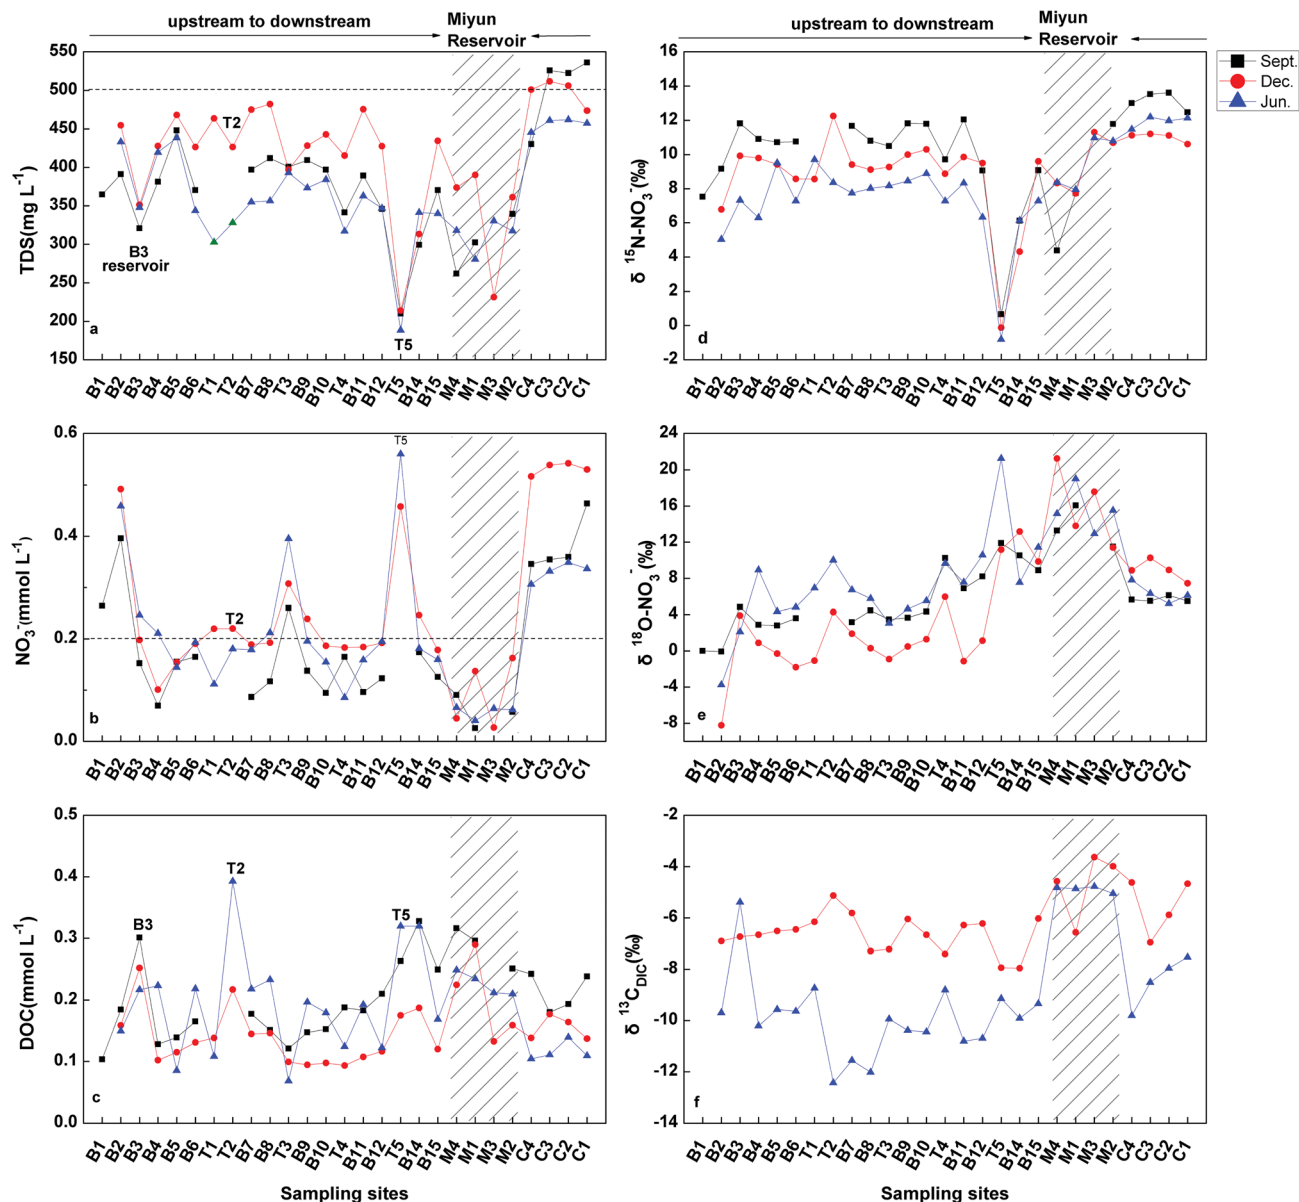 upstream to downstream
Miyun
Reservoir
550
500
450
400
350
300
250
200
150
TDS(mg L⁻¹)
T2
B3
reservoir
T5
a
B1 B2 B3 B4 B5 B6 T1 T2 B7 B8 T3 B9 B10 T4 B11 B12 T5 B14 B15 M4 M1 M3 M2 C4 C3 C2 C1
upstream to downstream
Miyun
Reservoir
Sept.
Dec.
Jun.
16
14
12
10
8
6
4
2
0
-2
δ ¹⁵N-NO₃⁻(‰)
d
B1 B2 B3 B4 B5 B6 T1 T2 B7 B8 T3 B9 B10 T4 B11 B12 T5 B14 B15 M4 M1 M3 M2 C4 C3 C2 C1
0.6
0.4
0.2
0.0
NO₃⁻(mmol L⁻¹)
T5
T2
b
B1 B2 B3 B4 B5 B6 T1 T2 B7 B8 T3 B9 B10 T4 B11 B12 T5 B14 B15 M4 M1 M3 M2 C4 C3 C2 C1
24
20
16
12
8
4
0
-4
-8
δ ¹⁸O-NO₃⁻(‰)
e
B1 B2 B3 B4 B5 B6 T1 T2 B7 B8 T3 B9 B10 T4 B11 B12 T5 B14 B15 M4 M1 M3 M2 C4 C3 C2 C1
0.5
0.4
0.3
0.2
0.1
0.0
DOC(mmol L⁻¹)
B3
T2
T5
c
B1 B2 B3 B4 B5 B6 T1 T2 B7 B8 T3 B9 B10 T4 B11 B12 T5 B14 B15 M4 M1 M3 M2 C4 C3 C2 C1
Sampling sites
-2
-4
-6
-8
-10
-12
-14
δ ¹³C_DIC(‰)
f
B1 B2 B3 B4 B5 B6 T1 T2 B7 B8 T3 B9 B10 T4 B11 B12 T5 B14 B15 M4 M1 M3 M2 C4 C3 C2 C1
Sampling sites